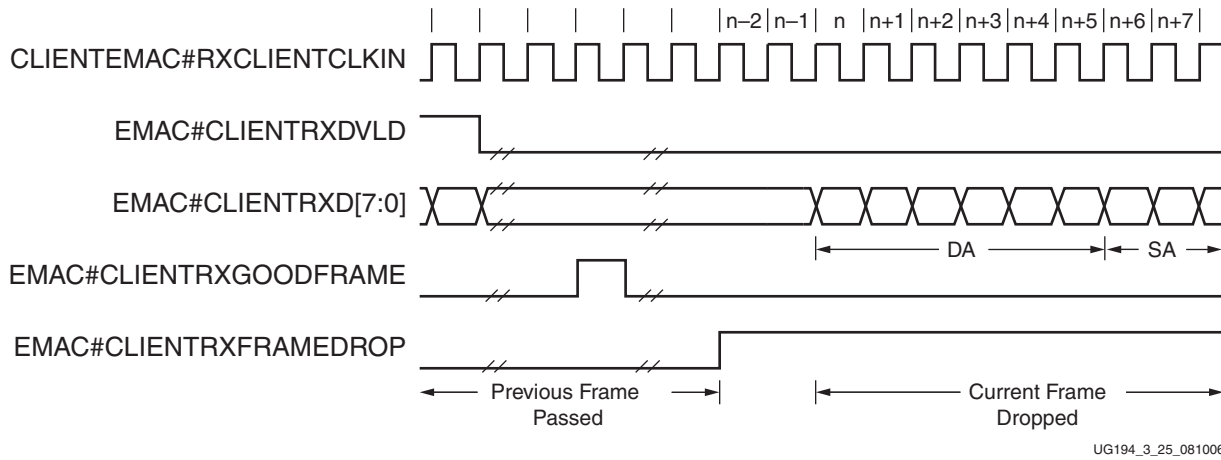 n–2 n–1 n n+1 n+2 n+3 n+4 n+5 n+6 n+7
CLIENTEMAC#RXCLIENTCLKIN
EMAC#CLIENTRXDVLD
EMAC#CLIENTRXD[7:0]
DA SA
EMAC#CLIENTRXGOODFRAME
EMAC#CLIENTRXFRAMEDROP
Previous Frame Current Frame
Passed Dropped
UG194_3_25_081006